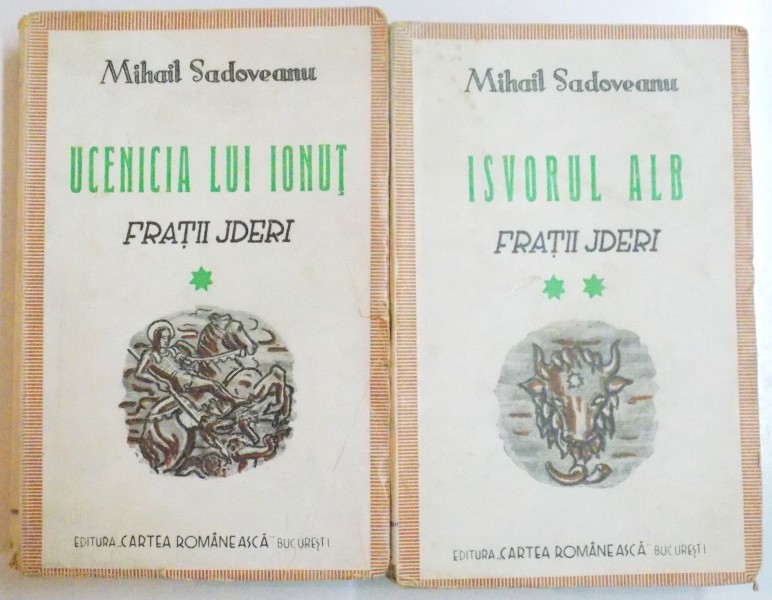 Mihail Sadoveanu
UCENICIA LUI IONUȚ
FRAȚII JDERI
EDITURA „CARTEA ROMÂNEASCĂ" BUCUREȘTI
Mihail Sadoveanu
ISVORUL ALB
FRAȚII JDERI
EDITURA „CARTEA ROMÂNEASCĂ" BUCUREȘTI